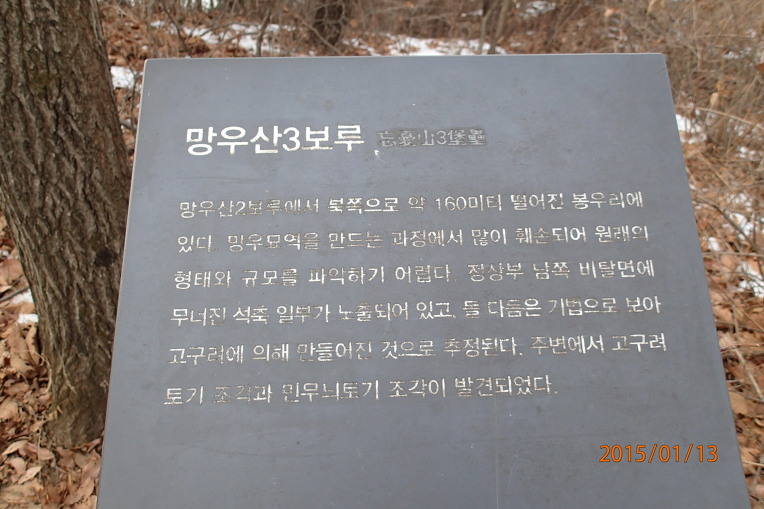 망우산3보루 忘憂山3堡壘
망우산2보루에서 북쪽으로 약 160미터 떨어진 봉우리에
있다. 망우묘역을 만드는 과정에서 많이 훼손되어 원래의
형태와 규모를 파악하기 어렵다. 정상부 남쪽 비탈면에
무너진 석축 일부가 노출되어 있고, 돌 다듬은 기법으로 보아
고구려에 의해 만들어진 것으로 추정된다. 주변에서 고구려
토기 조각과 민무늬토기 조각이 발견되었다.
2015/01/13